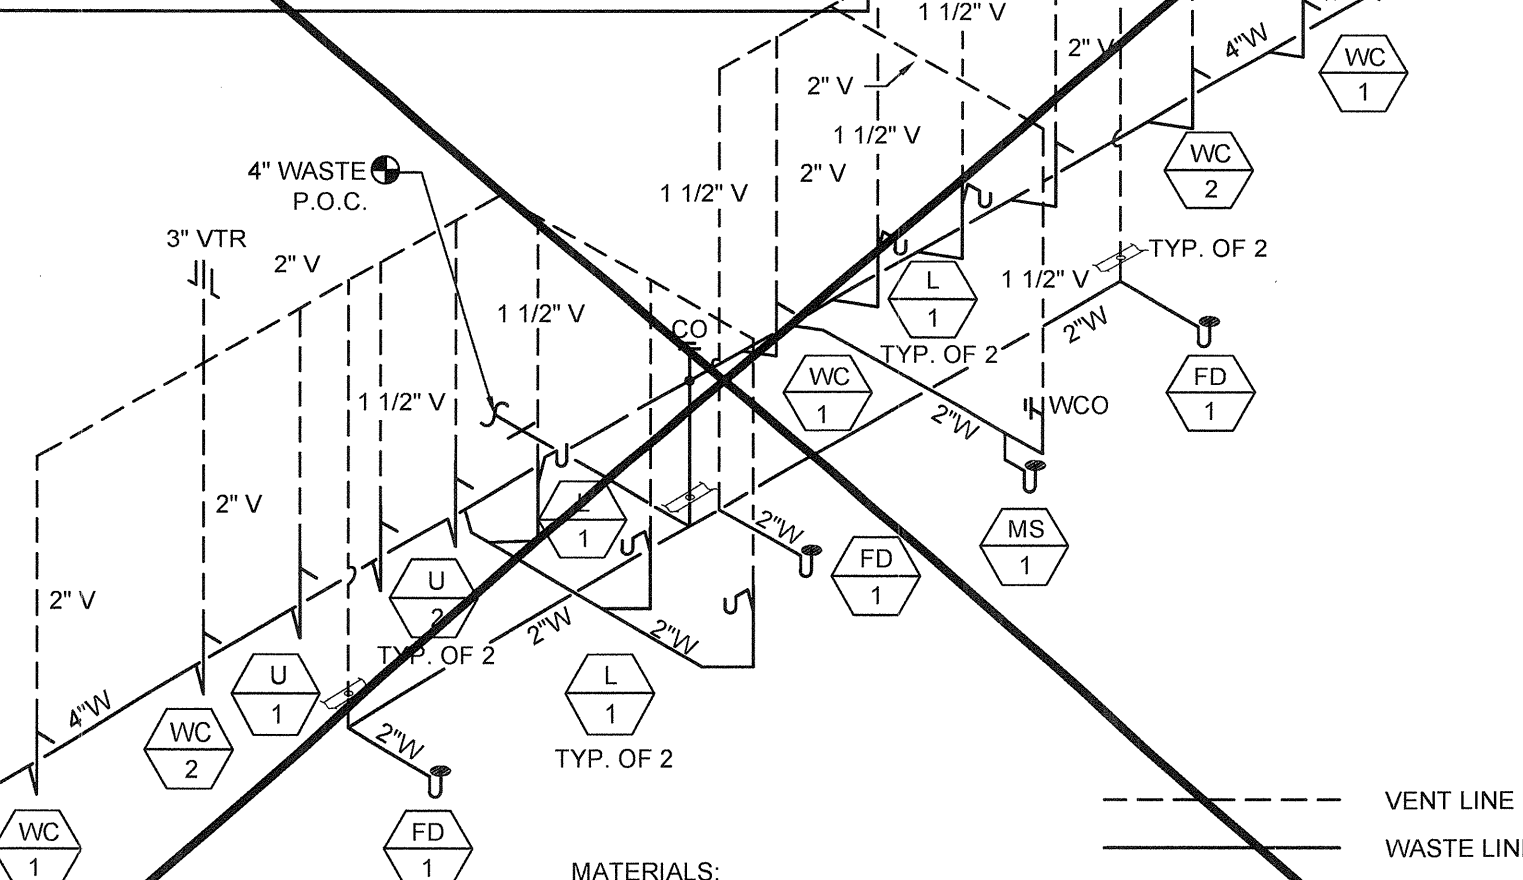 1 1/2" V
2" V
4"W
WC
1
2" V
1 1/2" V
4" WASTE
P.O.C.
2" V
1 1/2" V
WC
2
3" VTR
2" V
TYP. OF 2
1 1/2" V
L
1
TYP. OF 2
1 1/2" V
CO
2"W
FD
1
WC
1
1 1/2" V
2"W
WCO
2" V
L
1
2"W
MS
1
FD
1
U
2
TYP. OF 2
2" V
2"W
2"W
L
1
TYP. OF 2
U
1
4"W
WC
2
2"W
WC
1
FD
1
VENT LINE
WASTE LIN
MATERIALS: